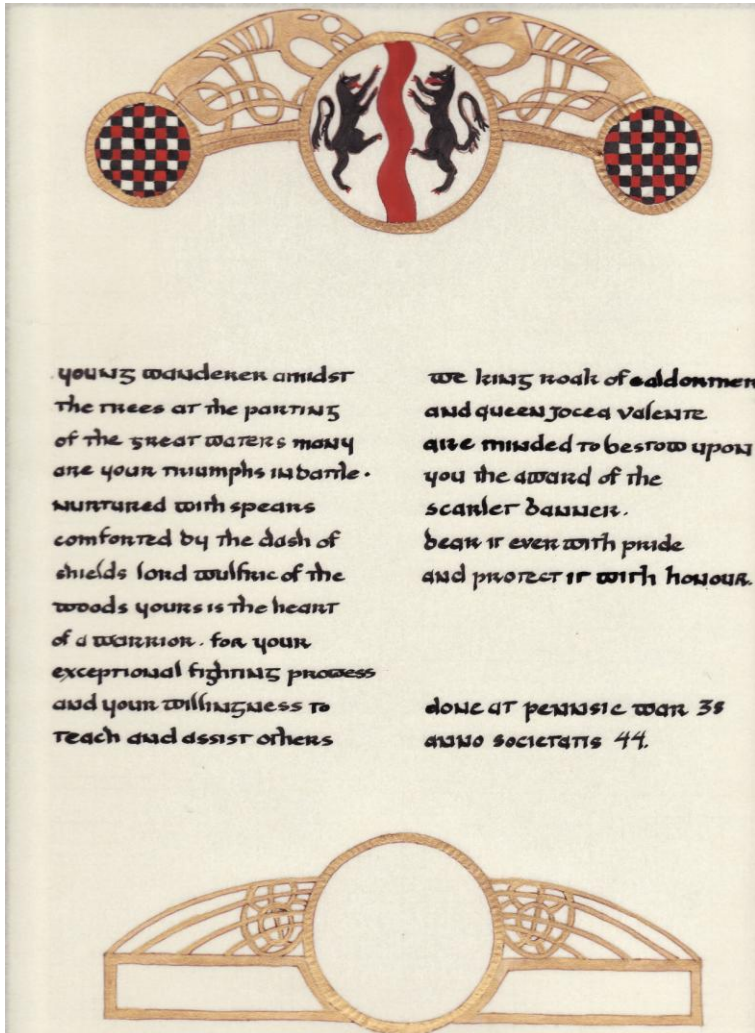 young wanderer amidst
the trees at the parting
of the great waters many
are your triumphs in battle.
nurtured with spears
comforted by the dash of
shields lord wulfric of the
woods yours is the heart
of a warrior. for your
exceptional fighting prowess
and your willingness to
teach and assist others
we king roak of ealdormere
and queen jocea valente
are minded to bestow upon
you the award of the
scarlet banner.
bear it ever with pride
and protect it with honour.
done at pennsic war 38
anno societatis 44.